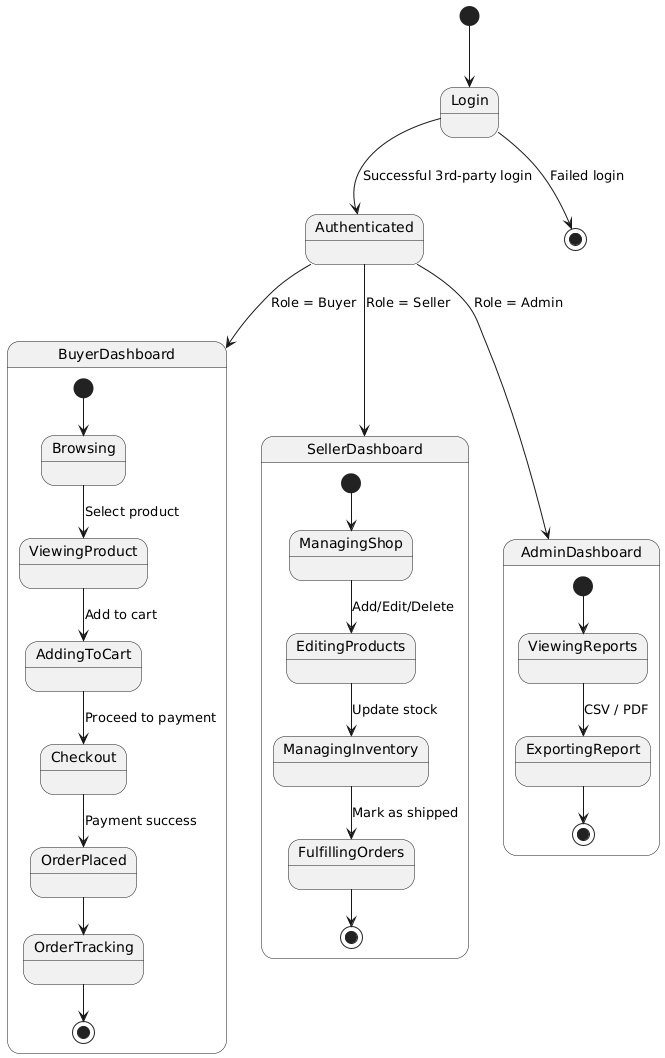 Login
Successful 3rd-party login
Failed login
Authenticated
Role = Buyer
Role = Seller
Role = Admin
BuyerDashboard
Browsing
Select product
ViewingProduct
Add to cart
AddingToCart
Proceed to payment
Checkout
Payment success
OrderPlaced
OrderTracking
SellerDashboard
ManagingShop
Add/Edit/Delete
EditingProducts
Update stock
ManagingInventory
Mark as shipped
FulfillingOrders
AdminDashboard
ViewingReports
CSV / PDF
ExportingReport